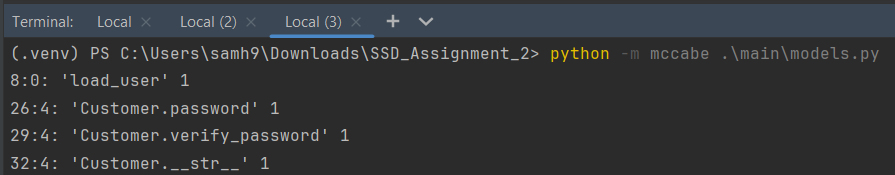 Terminal: Local × Local (2) × Local (3) × +
(.venv) PS C:\Users\samh9\Downloads\SSD_Assignment_2> python -m mccabe .\main\models.py
8:0: 'load_user' 1
26:4: 'Customer.password' 1
29:4: 'Customer.verify_password' 1
32:4: 'Customer.__str__' 1